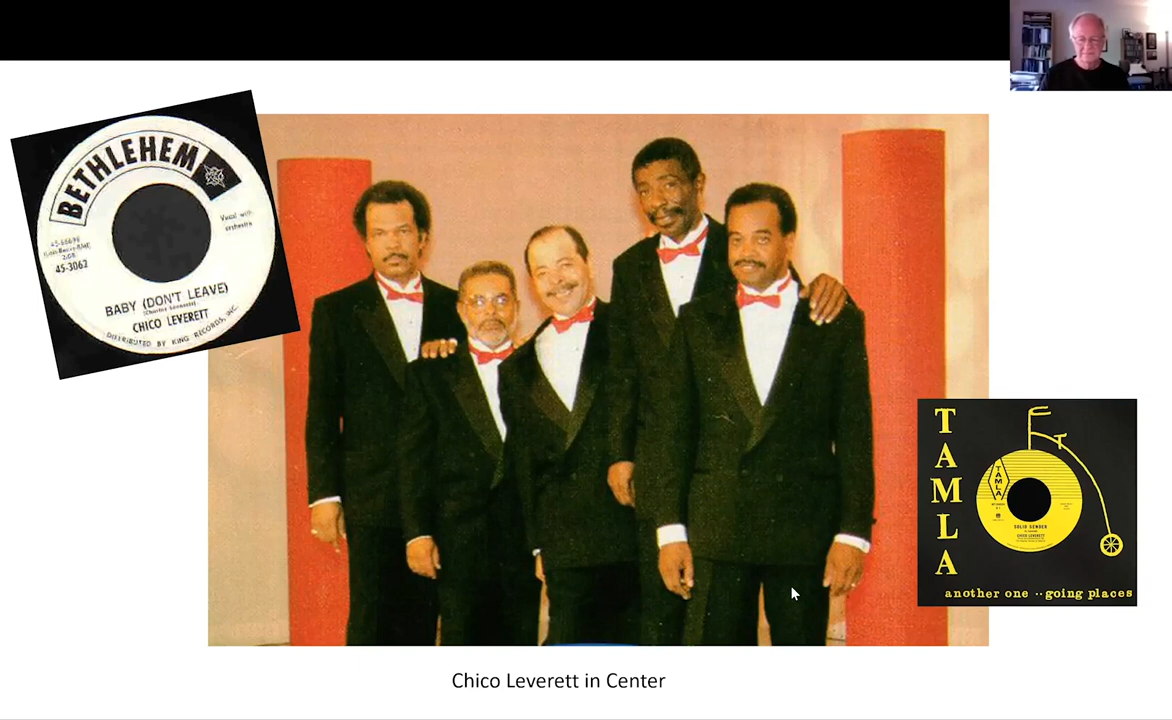 BETHLEHEM
Vocal with
orchestra
45-3062
BABY (DON'T LEAVE)
CHICO LEVERETT
DISTRIBUTED BY KING RECORDS, INC.
TAMLA
TAMLA
SOLID SENDER
CHICO LEVERETT
another one ..going places
Chico Leverett in Center